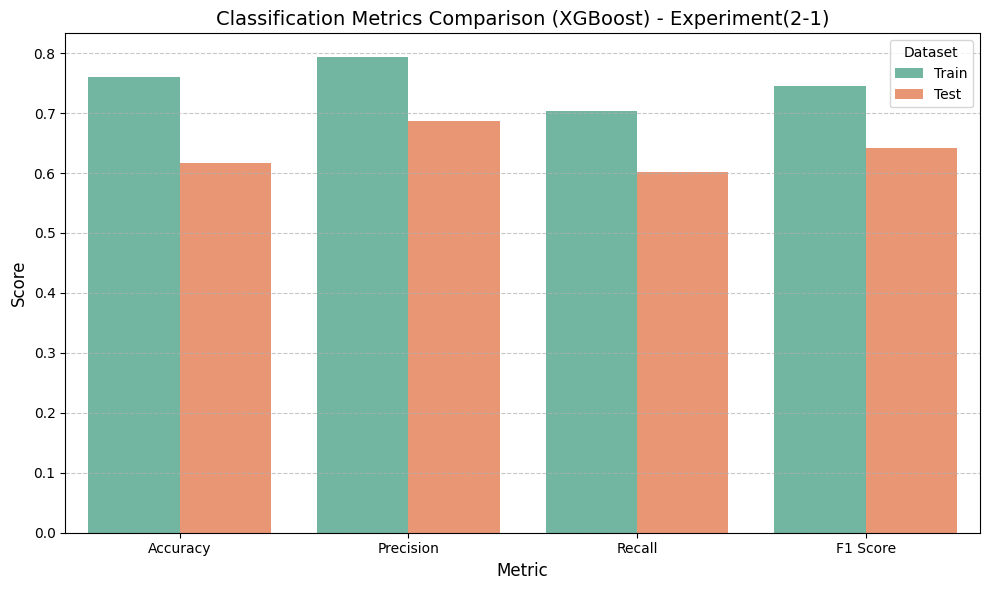 Classification Metrics Comparison (XGBoost) - Experiment(2-1)
Dataset
Train
Test
Score
0.8
0.7
0.6
0.5
0.4
0.3
0.2
0.1
0.0
Accuracy
Precision
Recall
F1 Score
Metric